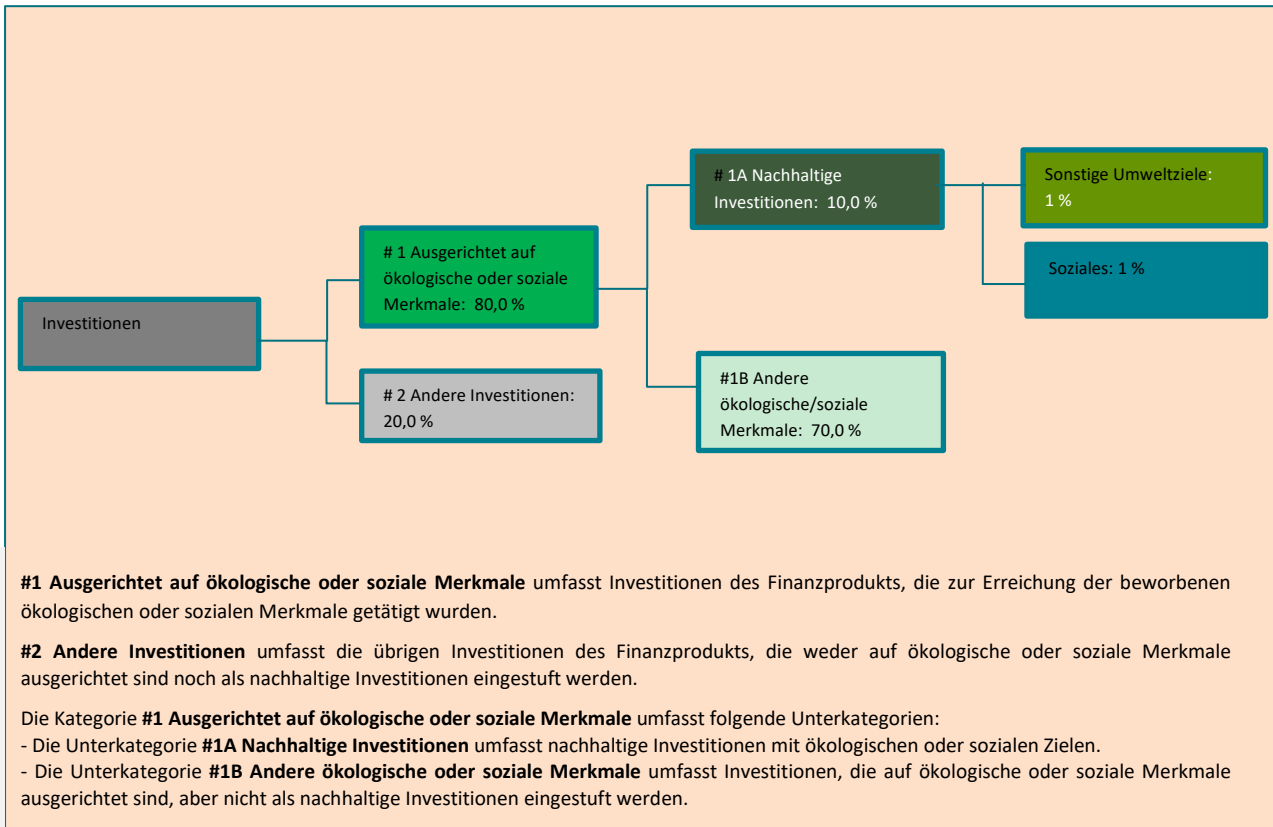 Investitionen
# 1 Ausgerichtet auf
ökologische oder soziale
Merkmale: 80,0 %
# 2 Andere Investitionen:
20,0 %
# 1A Nachhaltige
Investitionen: 10,0 %
#1B Andere
ökologische/soziale
Merkmale: 70,0 %
Sonstige Umweltziele:
1 %
Soziales: 1 %
#1 Ausgerichtet auf ökologische oder soziale Merkmale umfasst Investitionen des Finanzprodukts, die zur Erreichung der beworbenen
ökologischen oder sozialen Merkmale getätigt wurden.
#2 Andere Investitionen umfasst die übrigen Investitionen des Finanzprodukts, die weder auf ökologische oder soziale Merkmale
ausgerichtet sind noch als nachhaltige Investitionen eingestuft werden.
Die Kategorie #1 Ausgerichtet auf ökologische oder soziale Merkmale umfasst folgende Unterkategorien:
- Die Unterkategorie #1A Nachhaltige Investitionen umfasst nachhaltige Investitionen mit ökologischen oder sozialen Zielen.
- Die Unterkategorie #1B Andere ökologische oder soziale Merkmale umfasst Investitionen, die auf ökologische oder soziale Merkmale
ausgerichtet sind, aber nicht als nachhaltige Investitionen eingestuft werden.